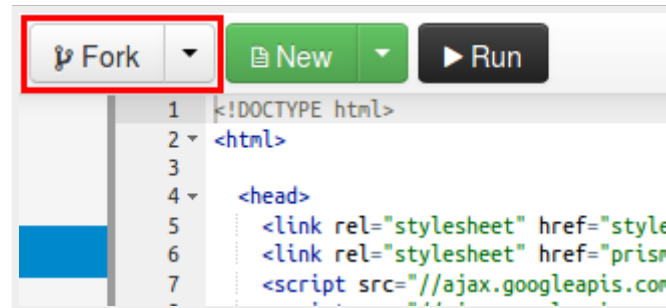 Fork New Run
1 <!DOCTYPE html>
2 <html>
3
4 <head>
5 <link rel="stylesheet" href="style
6 <link rel="stylesheet" href="prism
7 <script src="//ajax.googleapis.com